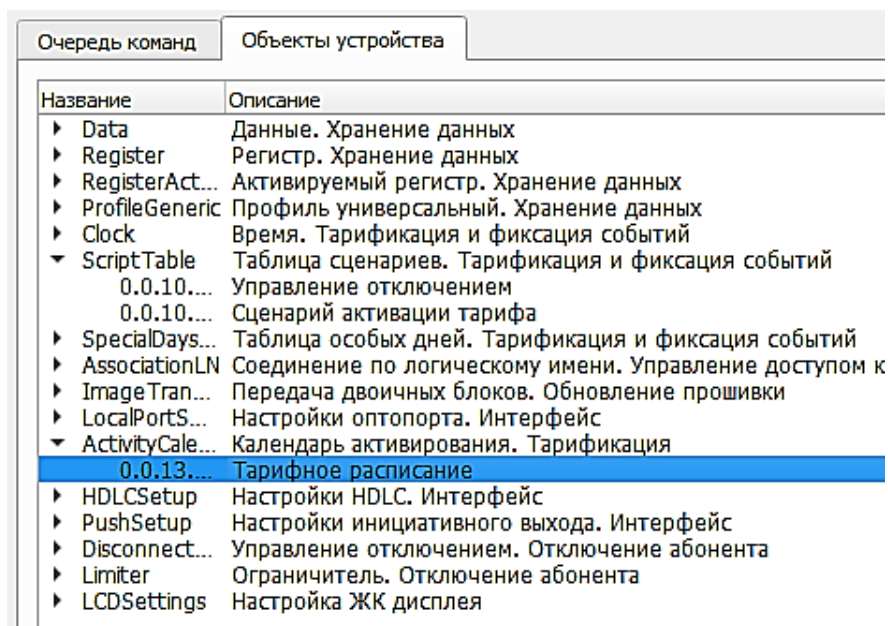 Очередь команд Объекты устройства
Название Описание
Data Данные. Хранение данных
Register Регистр. Хранение данных
RegisterAct... Активируемый регистр. Хранение данных
ProfileGeneric Профиль универсальный. Хранение данных
Clock Время. Тарификация и фиксация событий
ScriptTable Таблица сценариев. Тарификация и фиксация событий
0.0.10.... Управление отключением
0.0.10.... Сценарий активации тарифа
SpecialDays... Таблица особых дней. Тарификация и фиксация событий
AssociationLN Соединение по логическому имени. Управление доступом к
ImageTran... Передача двоичных блоков. Обновление прошивки
LocalPortS... Настройки оптопорта. Интерфейс
ActivityCale... Календарь активирования. Тарификация
0.0.13.... Тарифное расписание
HDLCSetup Настройки HDLC. Интерфейс
PushSetup Настройки инициативного выхода. Интерфейс
Disconnect... Управление отключением. Отключение абонента
Limiter Ограничитель. Отключение абонента
LCDSettings Настройка ЖК дисплея